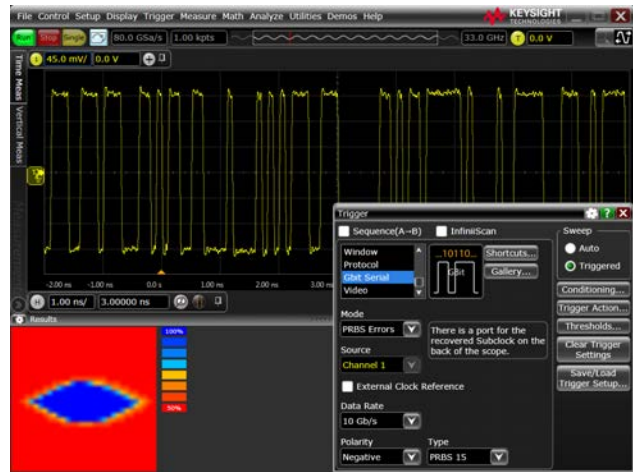 File Control Setup Display Trigger Measure Math Analyze Utilities Demos Help
KEYSIGHT TECHNOLOGIES
Run Stop Single 80.0 GSa/s 1.00 kpts 33.0 GHz T 0.0 V
45.0 mV/ 0.0 V
Time Meas
Vertical Meas
Measurements
-2.00 ns -1.00 ns 0.0 s 1.00 ns 2.00 ns 3.00 ns
H 1.00 ns/ 3.00000 ns
Results
100%
50%
Trigger
Sequence(A→B) InfiniiScan
Window
Protocol
Gbit Serial
Video
...10110...
GBit
Shortcuts...
Gallery...
Mode
PRBS Errors
There is a port for the
recovered Subclock on the
back of the scope.
Source
Channel 1
External Clock Reference
Data Rate
10 Gb/s
Polarity Type
Negative PRBS 15
Sweep
Auto
Triggered
Conditioning...
Trigger Action...
Thresholds...
Clear Trigger
Settings
Save/Load
Trigger Setup...